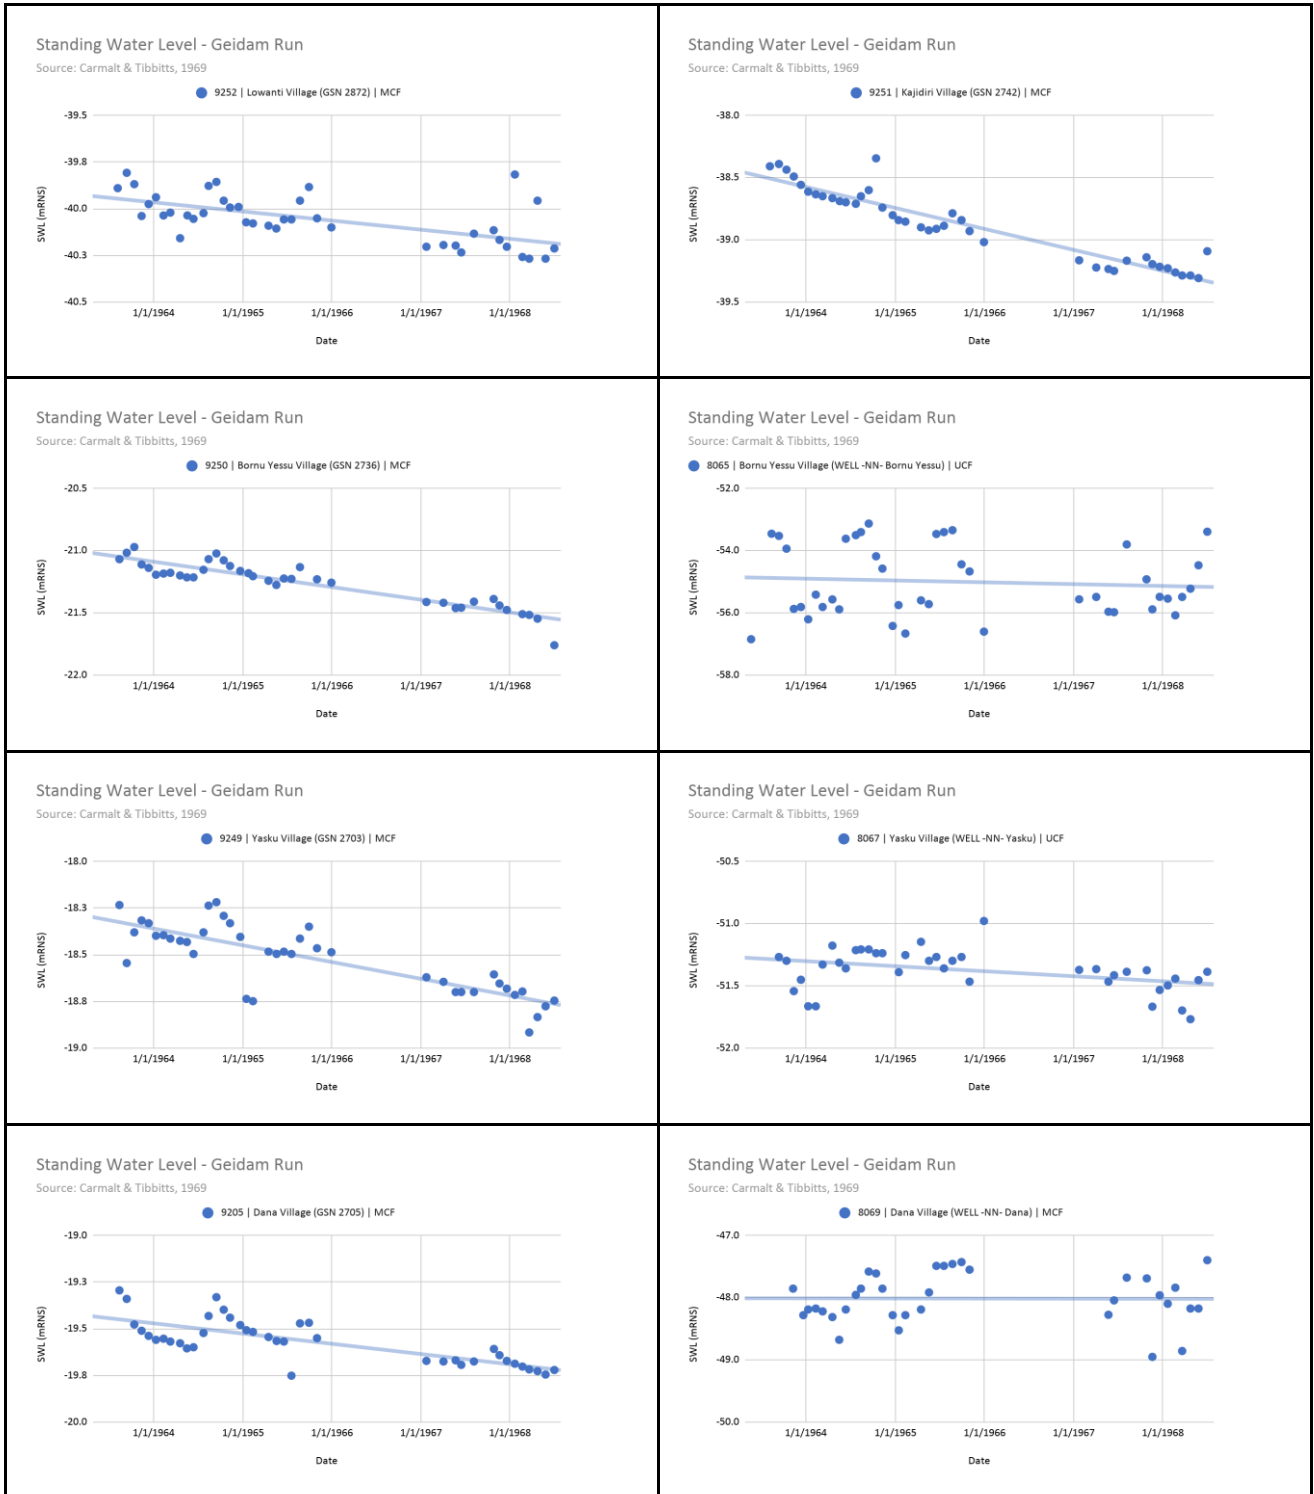 Standing Water Level - Geidam Run
Source: Carmalt & Tibbitts, 1969
9252 | Lowanti Village (GSN 2872) | MCF
-39.5
-39.8
-40.0
-40.3
-40.5
SWL (mRNS)
1/1/1964 1/1/1965 1/1/1966 1/1/1967 1/1/1968
Date
Standing Water Level - Geidam Run
Source: Carmalt & Tibbitts, 1969
9251 | Kajidiri Village (GSN 2742) | MCF
-38.0
-38.5
-39.0
-39.5
SWL (mRNS)
1/1/1964 1/1/1965 1/1/1966 1/1/1967 1/1/1968
Date
Standing Water Level - Geidam Run
Source: Carmalt & Tibbitts, 1969
9250 | Bornu Yessu Village (GSN 2736) | MCF
-20.5
-21.0
-21.5
-22.0
SWL (mRNS)
1/1/1964 1/1/1965 1/1/1966 1/1/1967 1/1/1968
Date
Standing Water Level - Geidam Run
Source: Carmalt & Tibbitts, 1969
8065 | Bornu Yessu Village (WELL -NN- Bornu Yessu) | UCF
-52.0
-54.0
-56.0
-58.0
SWL (mRNS)
1/1/1964 1/1/1965 1/1/1966 1/1/1967 1/1/1968
Date
Standing Water Level - Geidam Run
Source: Carmalt & Tibbitts, 1969
9249 | Yasku Village (GSN 2703) | MCF
-18.0
-18.3
-18.5
-18.8
-19.0
SWL (mRNS)
1/1/1964 1/1/1965 1/1/1966 1/1/1967 1/1/1968
Date
Standing Water Level - Geidam Run
Source: Carmalt & Tibbitts, 1969
8067 | Yasku Village (WELL -NN- Yasku) | UCF
-50.5
-51.0
-51.5
-52.0
SWL (mRNS)
1/1/1964 1/1/1965 1/1/1966 1/1/1967 1/1/1968
Date
Standing Water Level - Geidam Run
Source: Carmalt & Tibbitts, 1969
9205 | Dana Village (GSN 2705) | MCF
-19.0
-19.3
-19.5
-19.8
-20.0
SWL (mRNS)
1/1/1964 1/1/1965 1/1/1966 1/1/1967 1/1/1968
Date
Standing Water Level - Geidam Run
Source: Carmalt & Tibbitts, 1969
8069 | Dana Village (WELL -NN- Dana) | MCF
-47.0
-48.0
-49.0
-50.0
SWL (mRNS)
1/1/1964 1/1/1965 1/1/1966 1/1/1967 1/1/1968
Date